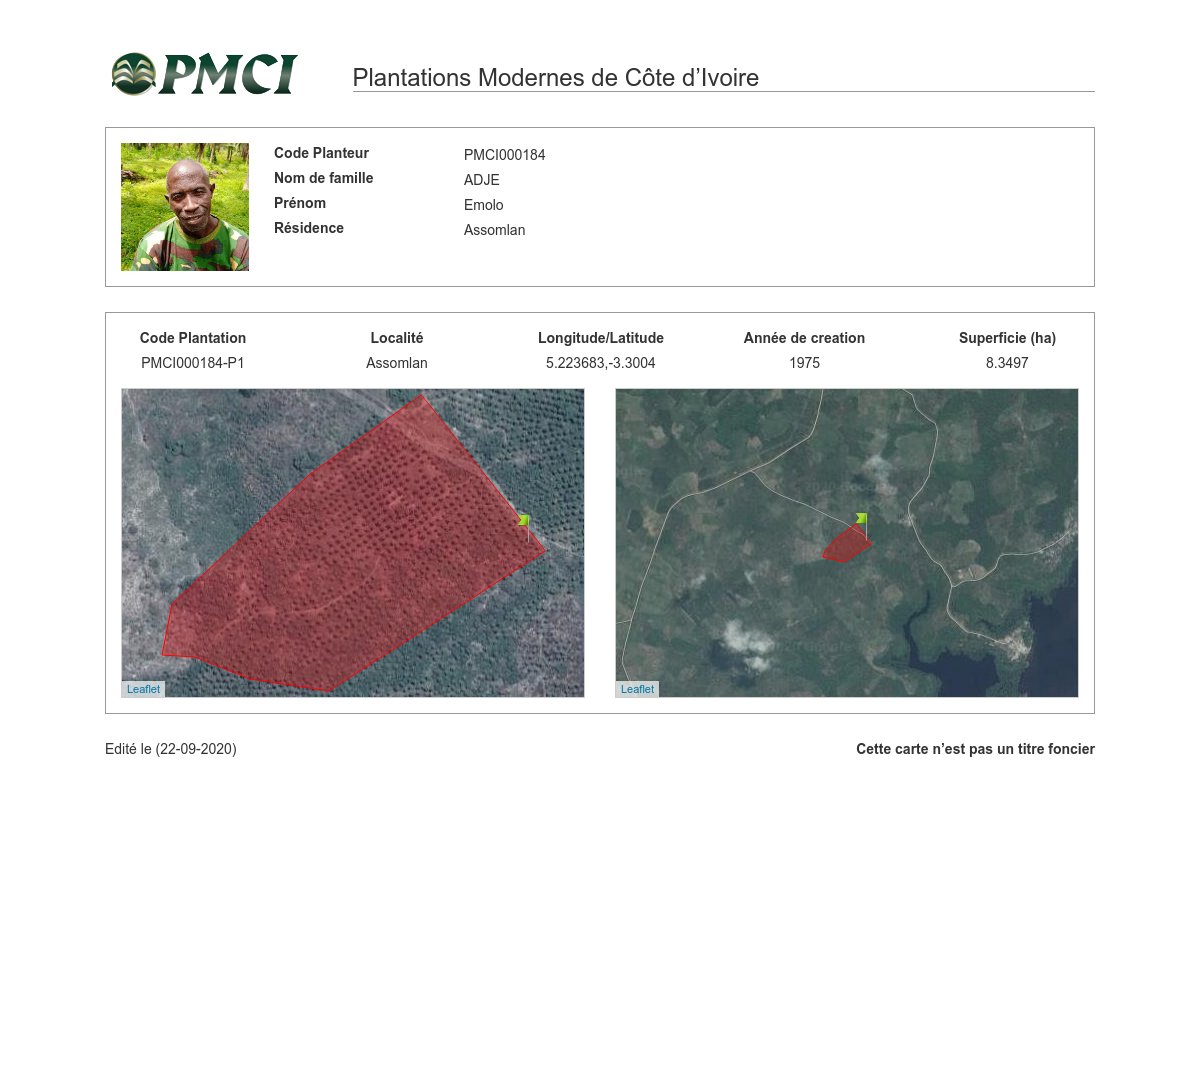 PMCI
Plantations Modernes de Côte d’Ivoire
Code Planteur PMCI000184
Nom de famille ADJE
Prénom Emolo
Résidence Assomlan
Code Plantation Localité Longitude/Latitude Année de creation Superficie (ha)
PMCI000184-P1 Assomlan 5.223683,-3.3004 1975 8.3497
Leaflet Leaflet
Edité le (22-09-2020) Cette carte n’est pas un titre foncier